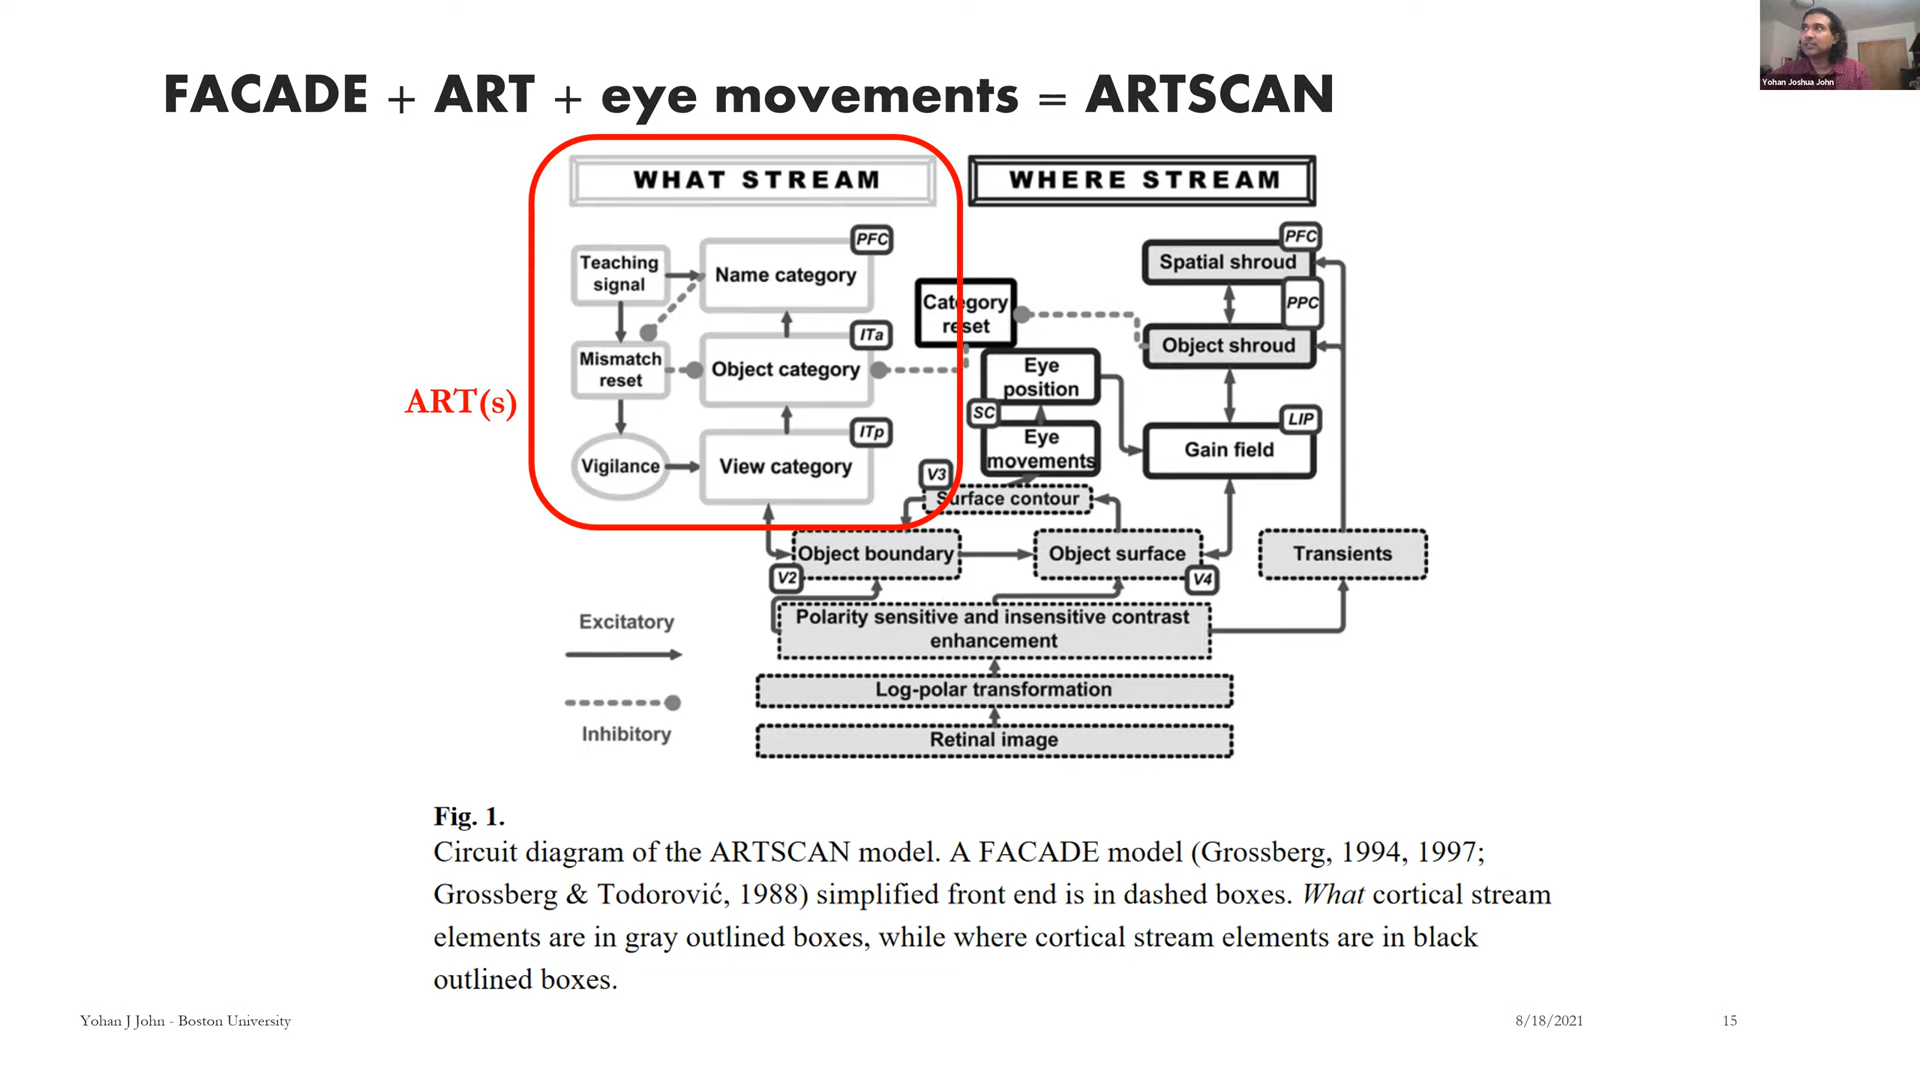 FACADE + ART + eye movements = ARTSCAN
Yohan Joshua John
WHAT STREAM
WHERE STREAM
PFC
PFC
Teaching
signal
Name category
Spatial shroud
Category
reset
PPC
ITa
Mismatch
reset
Object category
Object shroud
Eye
position
ART(s)
SC
LIP
ITp
Eye
movements
Gain field
Vigilance
View category
V3
Surface contour
Object boundary
Object surface
Transients
V2
V4
Polarity sensitive and insensitive contrast
enhancement
Excitatory
Log-polar transformation
Inhibitory
Retinal image
Fig. 1.
Circuit diagram of the ARTSCAN model. A FACADE model (Grossberg, 1994, 1997;
Grossberg & Todorović, 1988) simplified front end is in dashed boxes. What cortical stream
elements are in gray outlined boxes, while where cortical stream elements are in black
outlined boxes.
Yohan J John - Boston University
8/18/2021
15